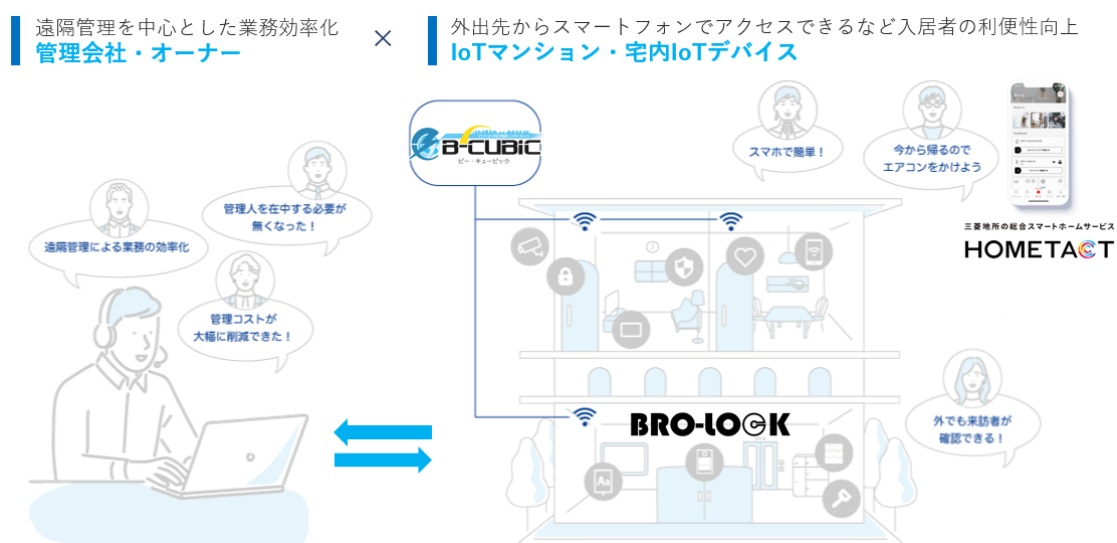 遠隔管理を中心とした業務効率化
管理会社・オーナー
×
外出先からスマートフォンでアクセスできるなど入居者の利便性向上
IoTマンション・宅内IoTデバイス
B-CUBIC
ビー・キュービック
スマホで簡単！
今から帰るので
エアコンをかけよう
管理人を在中する必要が
無くなった！
遠隔管理による業務の効率化
管理コストが
大幅に削減できた！
三菱地所の総合スマートホームサービス
HOMETACT
外でも来訪者が
確認できる！
BRO-LOCK
Aa